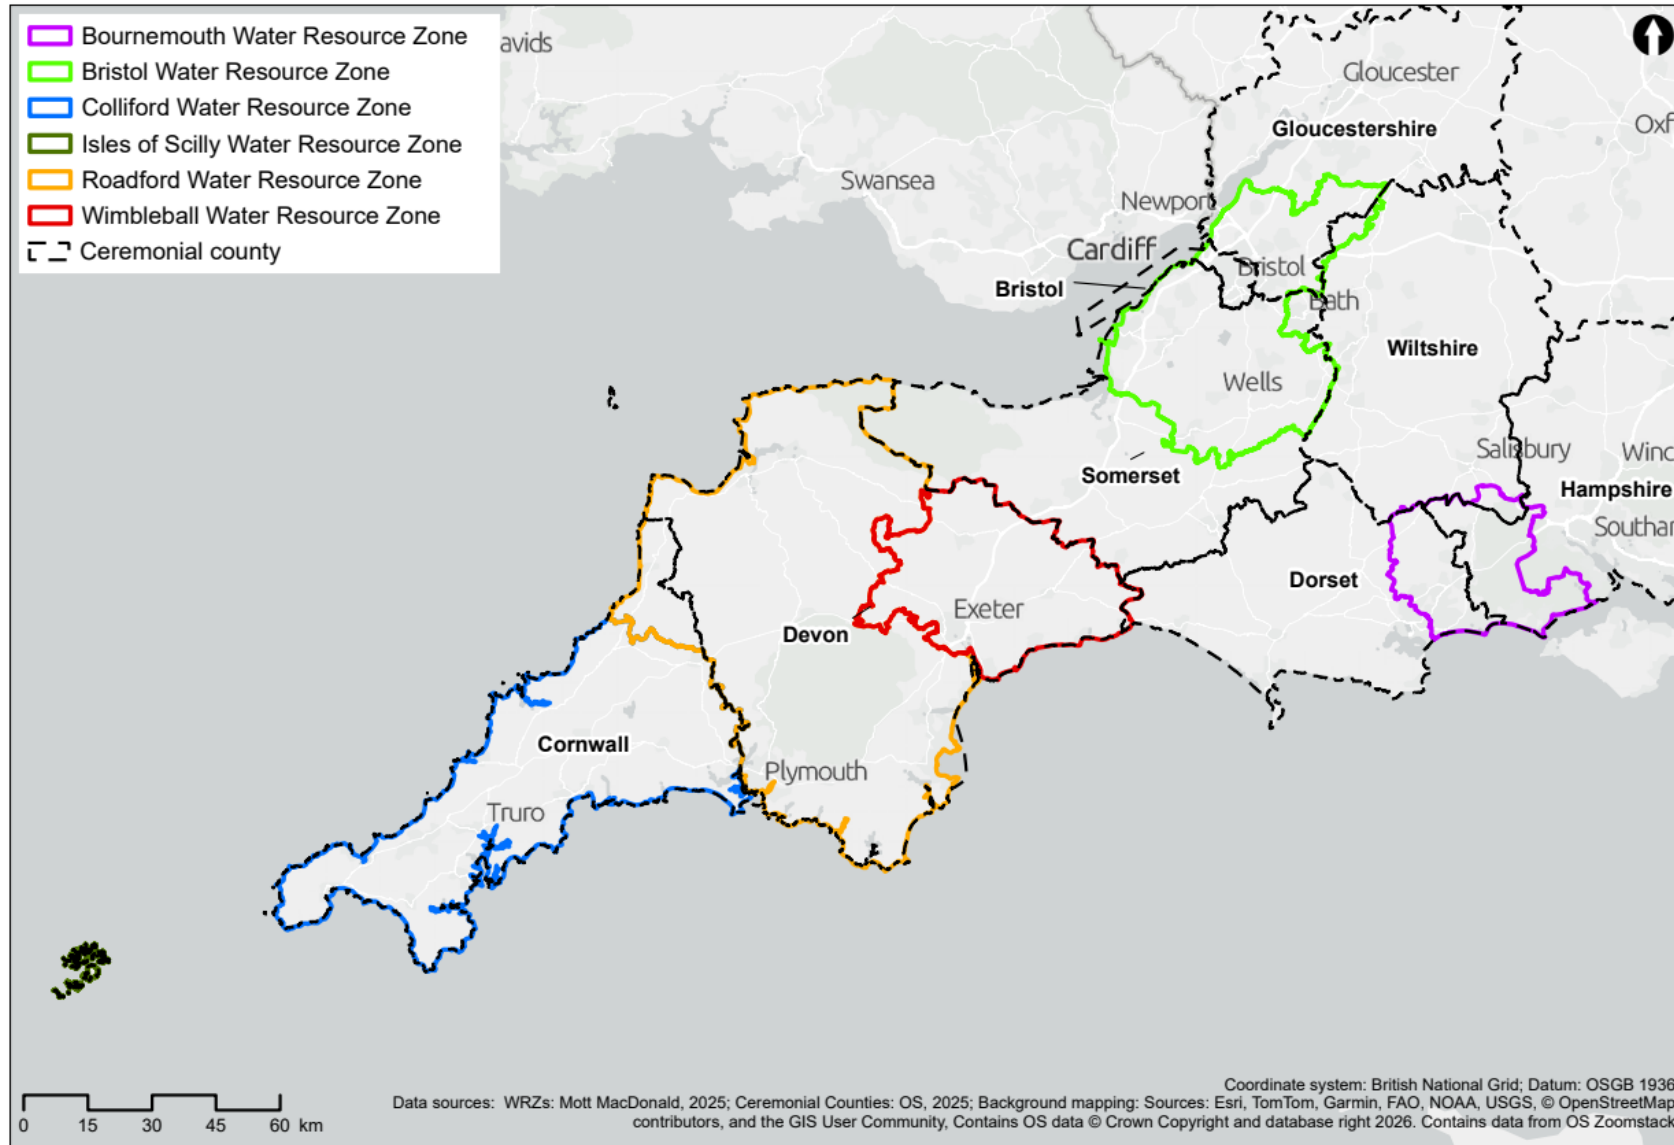 Bournemouth Water Resource Zone
Bristol Water Resource Zone
Colliford Water Resource Zone
Isles of Scilly Water Resource Zone
Roadford Water Resource Zone
Wimbleball Water Resource Zone
Ceremonial county
avids
Gloucester
Gloucestershire
Oxf
Swansea
Newport
Cardiff
Bristol
Bristol
Bath
Wiltshire
Wells
Salisbury
Winc
Somerset
Hampshire
Southar
Dorset
Exeter
Devon
Cornwall
Plymouth
Truro
0 15 30 45 60 km
Coordinate system: British National Grid; Datum: OSGB 1936
Data sources: WRZs: Mott MacDonald, 2025; Ceremonial Counties: OS, 2025; Background mapping: Sources: Esri, TomTom, Garmin, FAO, NOAA, USGS, © OpenStreetMap
contributors, and the GIS User Community, Contains OS data © Crown Copyright and database right 2026. Contains data from OS Zoomstack